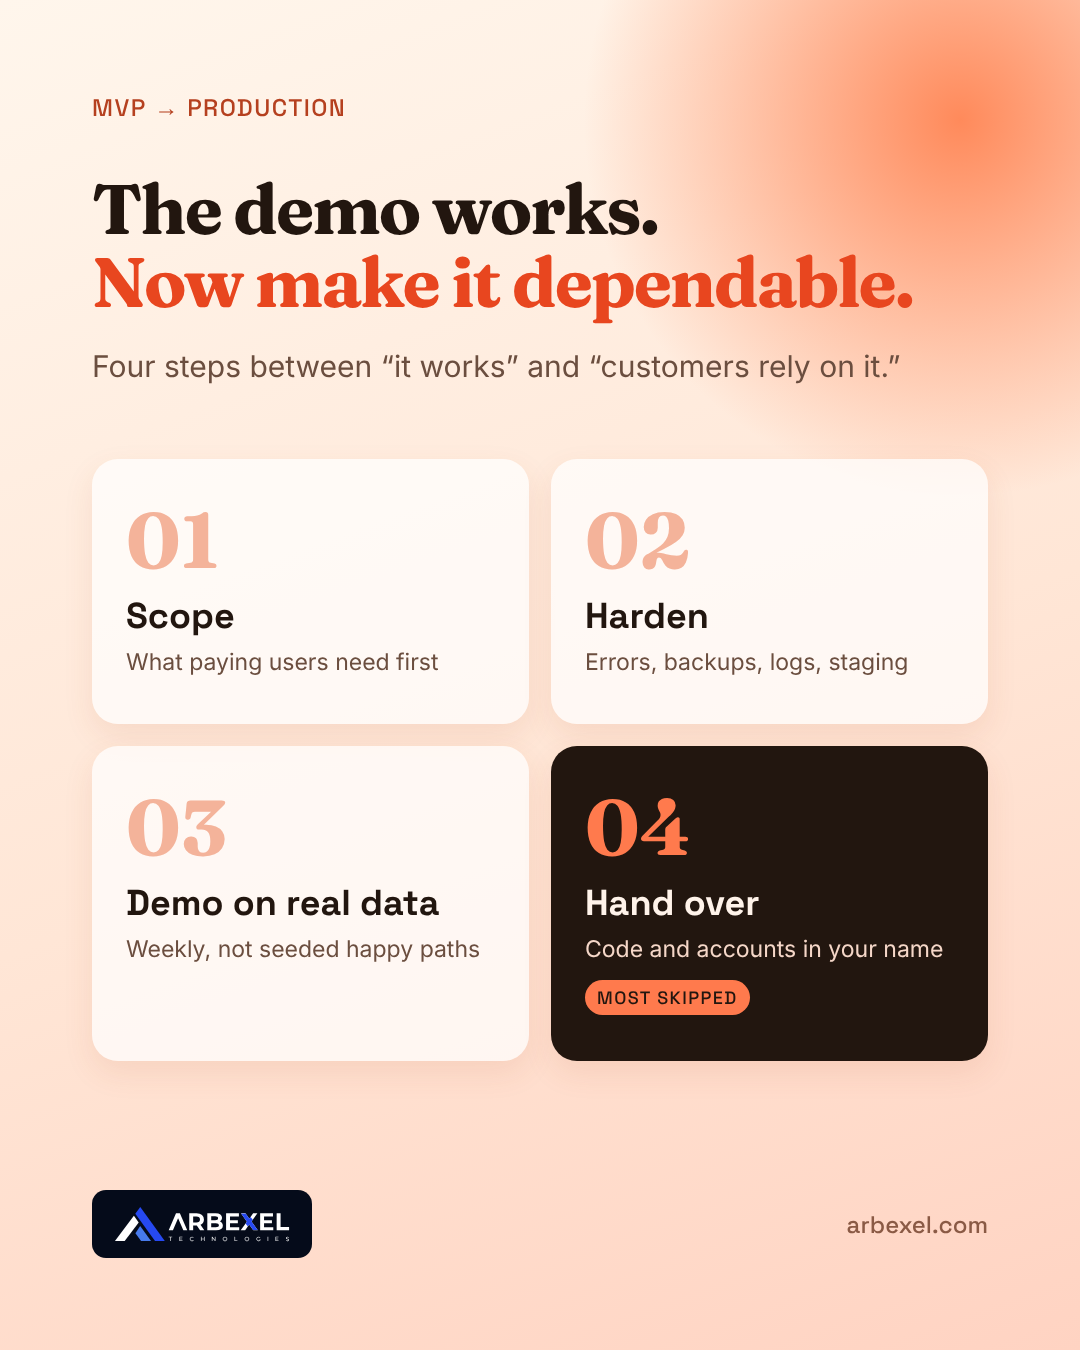 MVP → PRODUCTION
The demo works.
Now make it dependable.
Four steps between “it works” and “customers rely on it.”
01
Scope
What paying users need first
02
Harden
Errors, backups, logs, staging
03
Demo on real data
Weekly, not seeded happy paths
04
Hand over
Code and accounts in your name
MOST SKIPPED
ARBEXEL
TECHNOLOGIES
arbexel.com